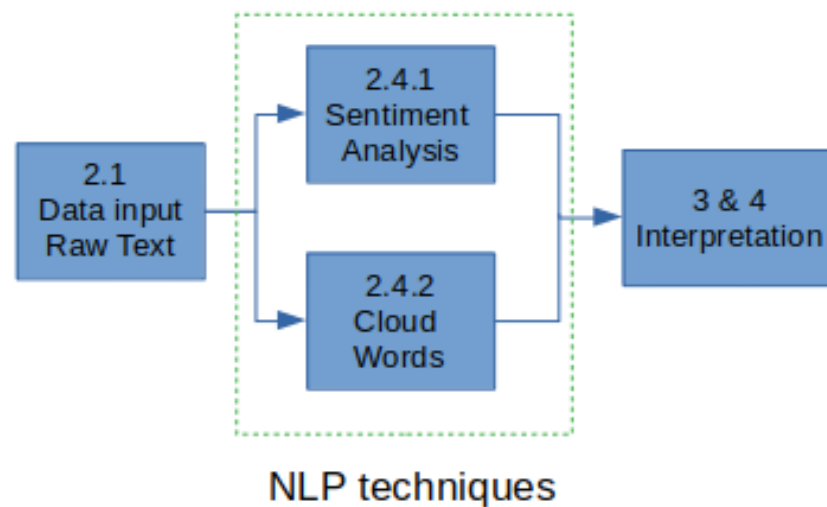 2.1
Data input
Raw Text
2.4.1
Sentiment
Analysis
2.4.2
Cloud
Words
3 & 4
Interpretation
NLP techniques